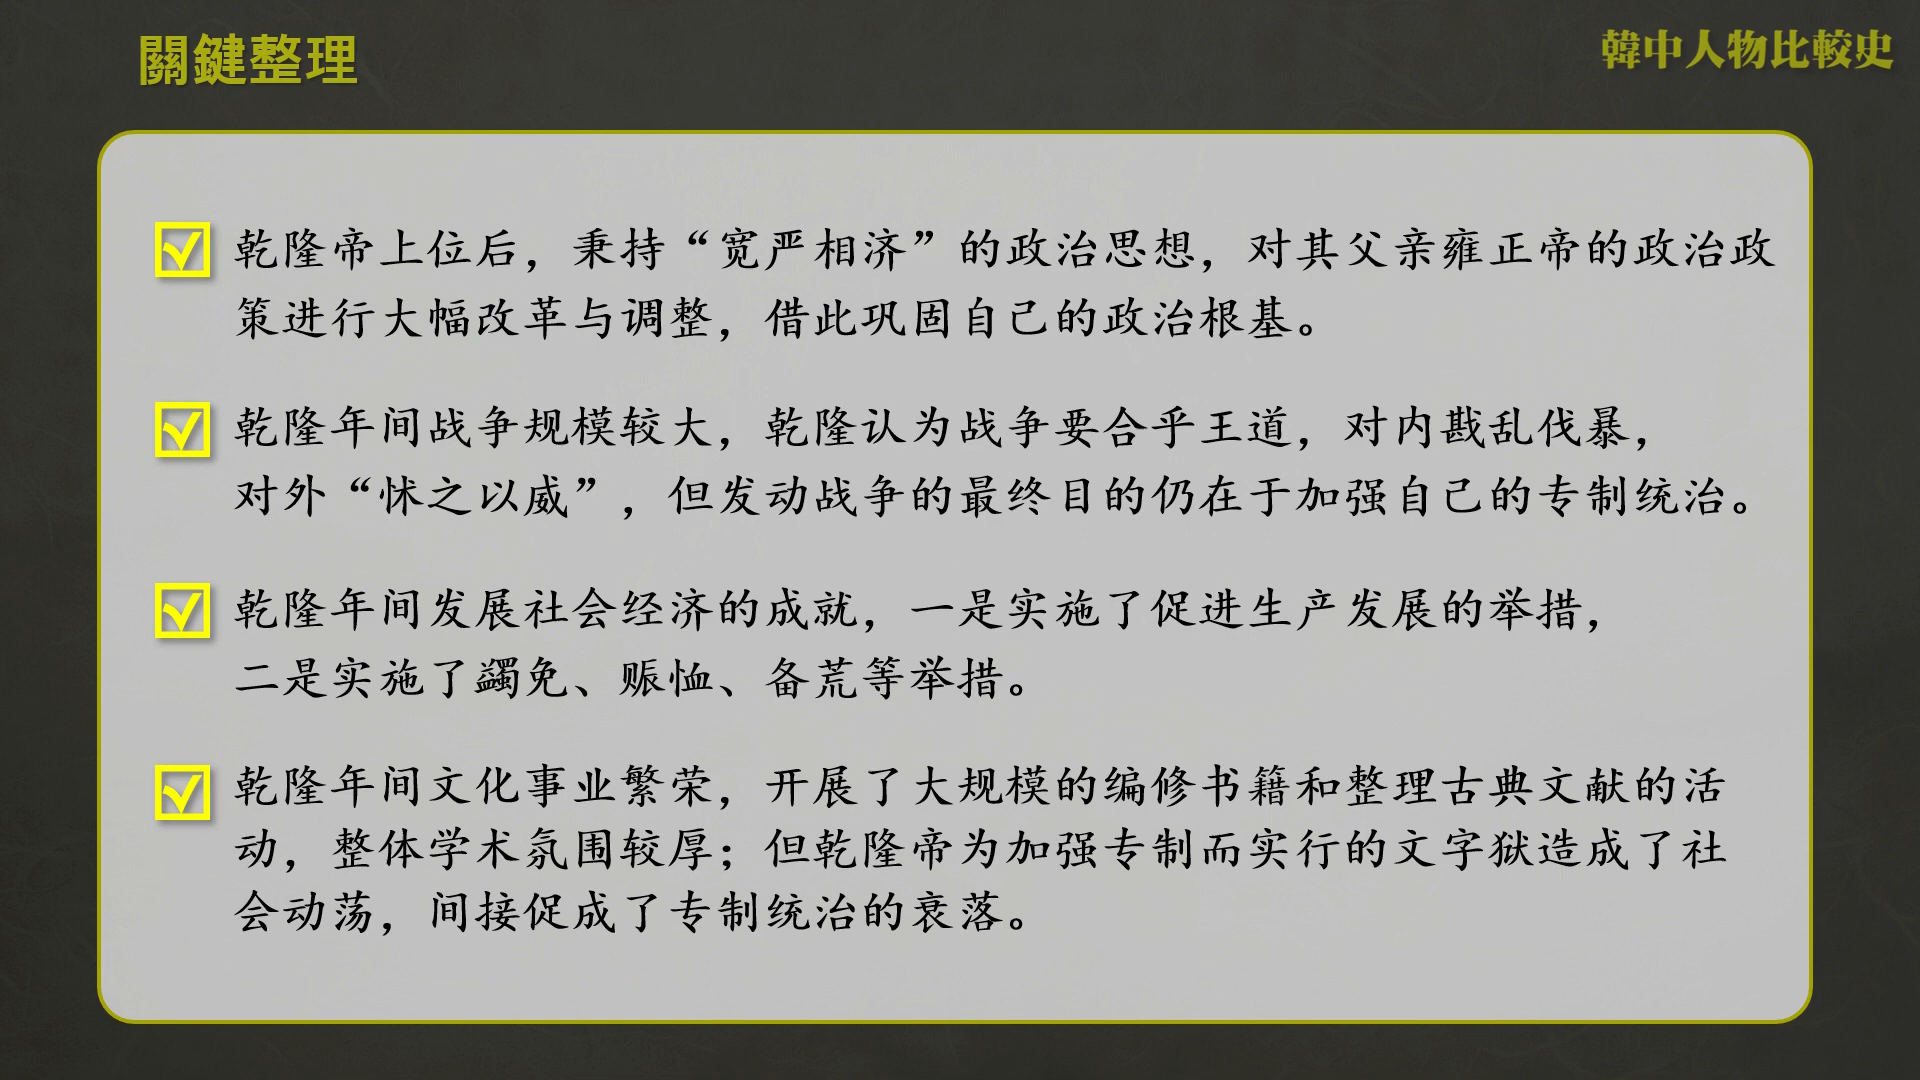 關鍵整理
韓中人物比較史
乾隆帝上位后，秉持“宽严相济”的政治思想，对其父亲雍正帝的政治政
策进行大幅改革与调整，借此巩固自己的政治根基。
乾隆年间战争规模较大，乾隆认为战争要合乎王道，对内戡乱伐暴，
对外“怵之以威”，但发动战争的最终目的仍在于加强自己的专制统治。
乾隆年间发展社会经济的成就，一是实施了促进生产发展的举措，
二是实施了蠲免、赈恤、备荒等举措。
乾隆年间文化事业繁荣，开展了大规模的编修书籍和整理古典文献的活
动，整体学术氛围较厚；但乾隆帝为加强专制而实行的文字狱造成了社
会动荡，间接促成了专制统治的衰落。